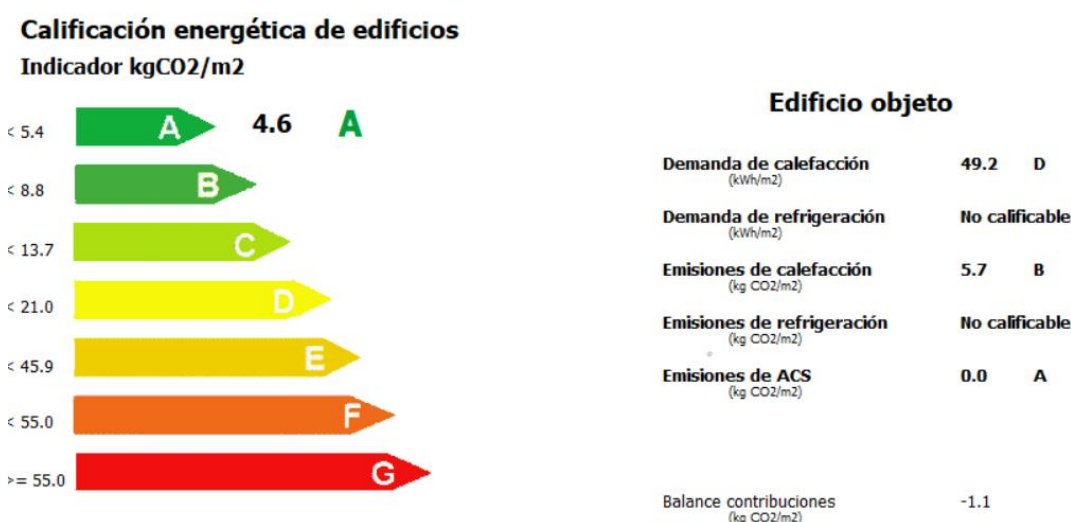 Calificación energética de edificios
Indicador kgCO2/m2
< 5.4 A 4.6 A
< 8.8 B
< 13.7 C
< 21.0 D
< 45.9 E
< 55.0 F
>= 55.0 G
Edificio objeto
Demanda de calefacción 49.2 D
(kWh/m2)
Demanda de refrigeración No calificable
(kWh/m2)
Emisiones de calefacción 5.7 B
(kg CO2/m2)
Emisiones de refrigeración No calificable
(kg CO2/m2)
Emisiones de ACS 0.0 A
(kg CO2/m2)
Balance contribuciones -1.1
(kg CO2/m2)